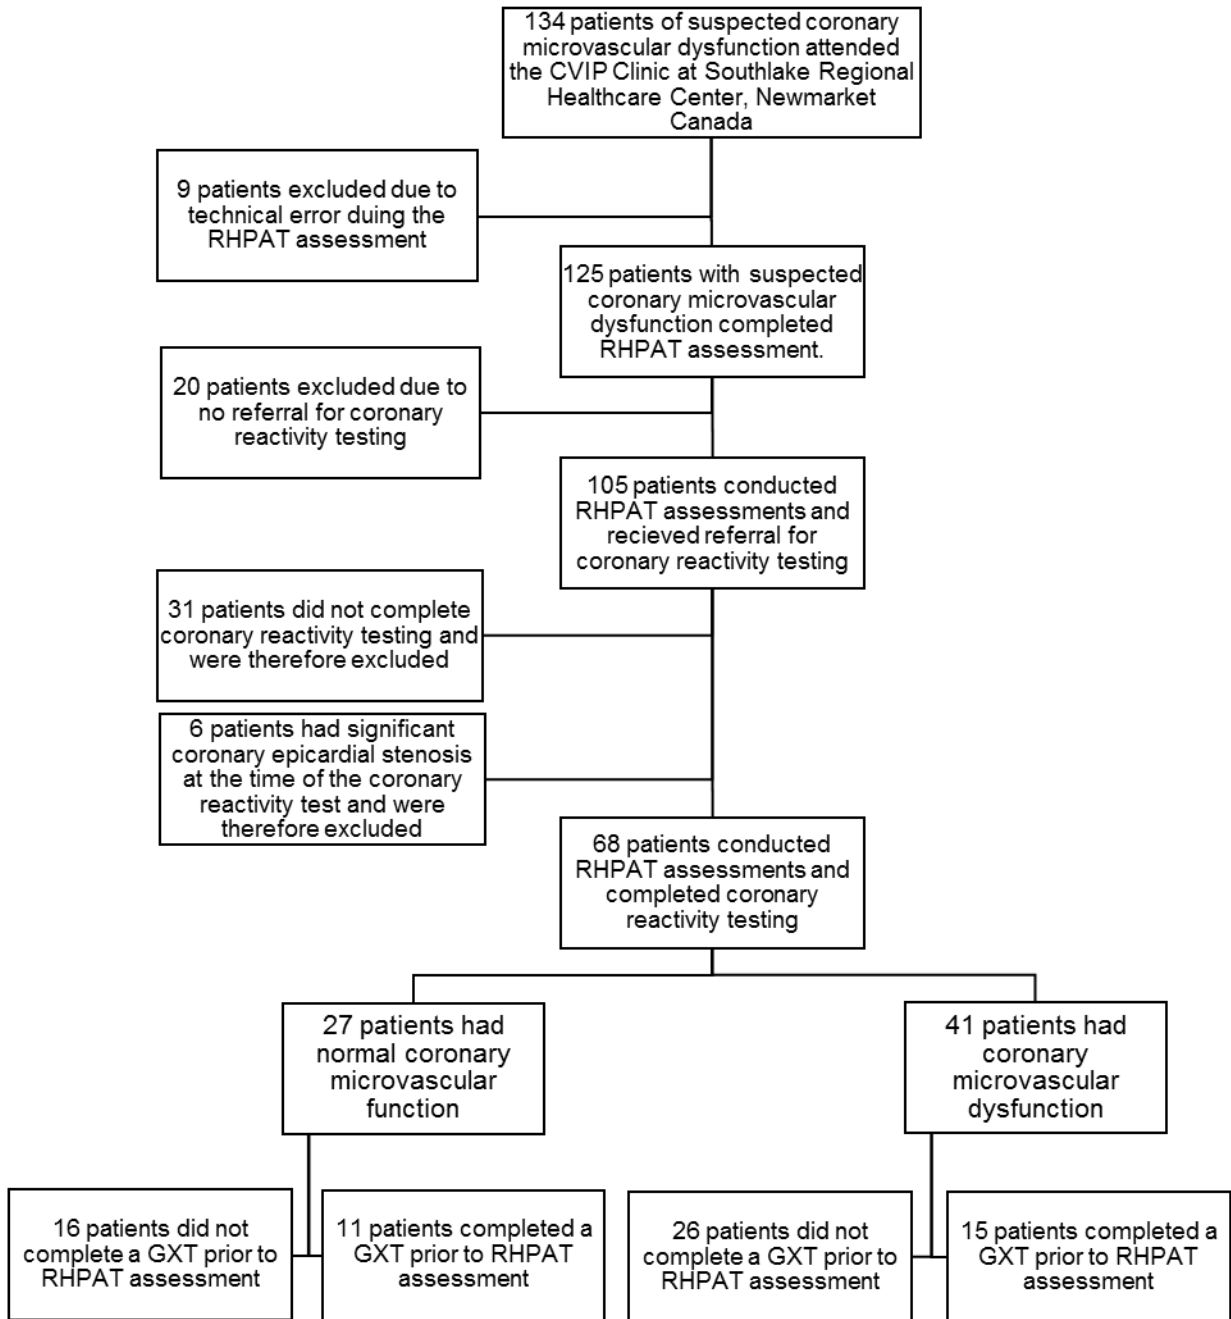 134 patients of suspected coronary
microvascular dysfunction attended
the CVIP Clinic at Southlake Regional
Healthcare Center, Newmarket
Canada
9 patients excluded due to
technical error duing the
RHPAT assessment
125 patients with suspected
coronary microvascular
dysfunction completed
RHPAT assessment.
20 patients excluded due to
no referral for coronary
reactivity testing
105 patients conducted
RHPAT assessments and
recieved referral for
coronary reactivity testing
31 patients did not complete
coronary reactivity testing and
were therefore excluded
6 patients had significant
coronary epicardial stenosis
at the time of the coronary
reactivity test and were
therefore excluded
68 patients conducted
RHPAT assessments and
completed coronary
reactivity testing
27 patients had
normal coronary
microvascular
function
41 patients had
coronary
microvascular
dysfunction
16 patients did not
complete a GXT prior to
RHPAT assessment
11 patients completed a
GXT prior to RHPAT
assessment
26 patients did not
complete a GXT prior to
RHPAT assessment
15 patients completed a
GXT prior to RHPAT
assessment